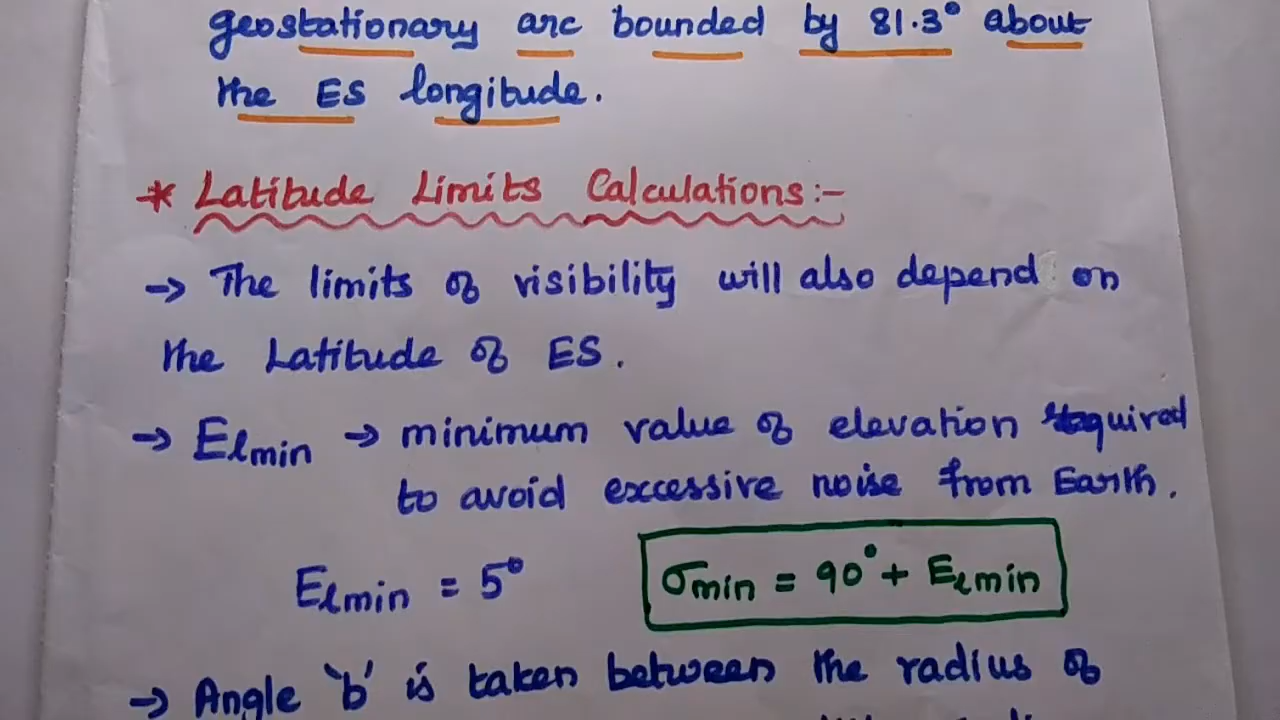 geostationary arc bounded by 81.3° about
the ES longitude.
* Latitude Limits Calculations:-
→ The limits of visibility will also depend on
the Latitude of ES.
→ Elmin → minimum value of elevation required
to avoid excessive noise from Earth.
Elmin = 5° σmin = 90° + Elmin
→ Angle 'b' is taken between the radius of